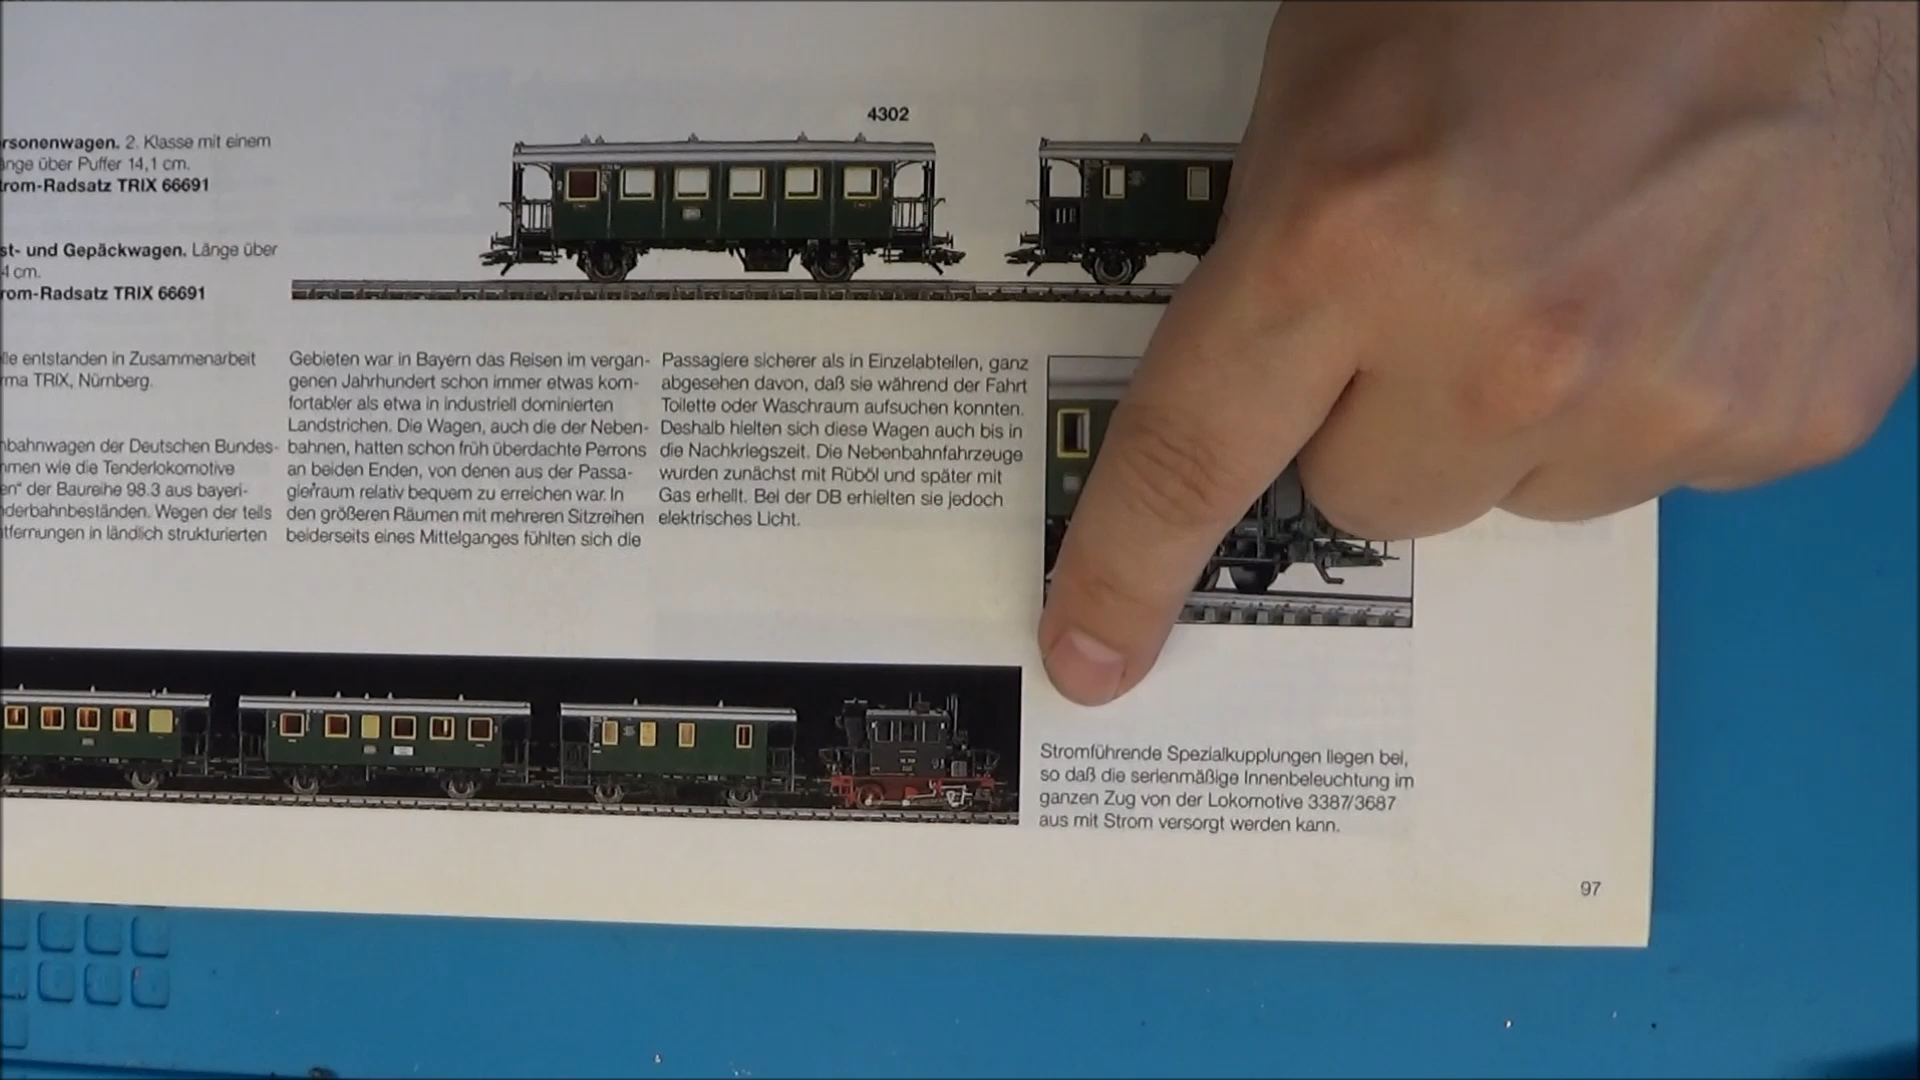 4302
rsonenwagen. 2. Klasse mit einem
änge über Puffer 14,1 cm.
trom-Radsatz TRIX 66691
st- und Gepäckwagen. Länge über
4 cm.
rom-Radsatz TRIX 66691
lle entstanden in Zusammenarbeit
rma TRIX, Nürnberg.
nbahnwagen der Deutschen Bundes-
hmen wie die Tenderlokomotive
en“ der Baureihe 98.3 aus bayeri-
nderbahnbeständen. Wegen der teils
tfernungen in ländlich strukturierten
Gebieten war in Bayern das Reisen im vergan-
genen Jahrhundert schon immer etwas kom-
fortabler als etwa in industriell dominierten
Landstrichen. Die Wagen, auch die der Neben-
bahnen, hatten schon früh überdachte Perrons
an beiden Enden, von denen aus der Passa-
gierraum relativ bequem zu erreichen war. In
den größeren Räumen mit mehreren Sitzreihen
beiderseits eines Mittelganges fühlten sich die
Passagiere sicherer als in Einzelabteilen, ganz
abgesehen davon, daß sie während der Fahrt
Toilette oder Waschraum aufsuchen konnten.
Deshalb hielten sich diese Wagen auch bis in
die Nachkriegszeit. Die Nebenbahnfahrzeuge
wurden zunächst mit Rüböl und später mit
Gas erhellt. Bei der DB erhielten sie jedoch
elektrisches Licht.
Stromführende Spezialkupplungen liegen bei,
so daß die serienmäßige Innenbeleuchtung im
ganzen Zug von der Lokomotive 3387/3687
aus mit Strom versorgt werden kann.
97